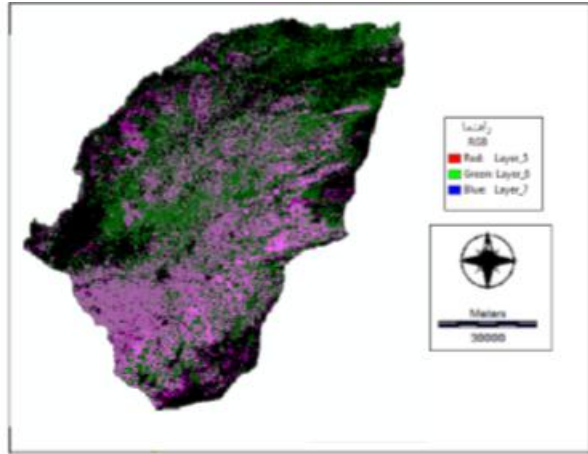 راهنما
RGB
Red: Layer_5
Green: Layer_6
Blue: Layer_7
Meters
30000